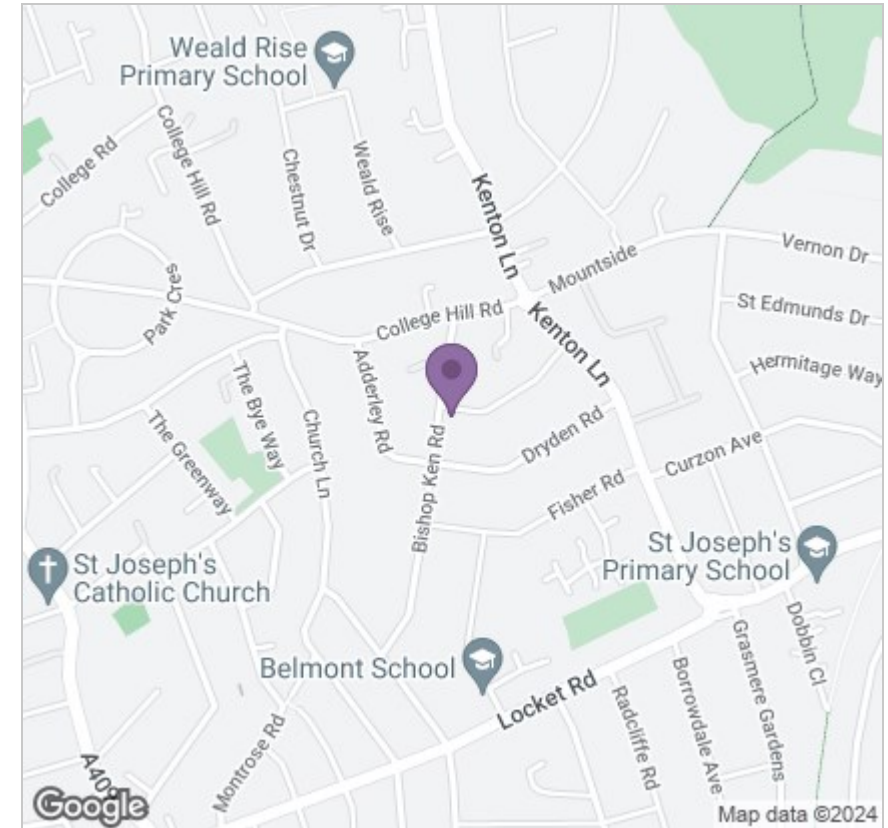 Weald Rise
Primary School
College Rd
College Hill Rd
Chestnut Dr
Weald Rise
Kenton Ln
Mountside
Vernon Dr
St Edmunds Dr
Hermitage Way
Park Cres
College Hill Rd
Kenton Ln
Adderley Rd
The Bye Way
The Greenway
Church Ln
Bishop Ken Rd
Dryden Rd
Curzon Ave
Fisher Rd
St Joseph's
Primary School
St Joseph's
Catholic Church
Belmont School
Locket Rd
Dobbin Cl
Grasmere Gardens
Borrowdale Ave
Radcliffe Rd
Montrose Rd
A409
Google
Map data ©2024